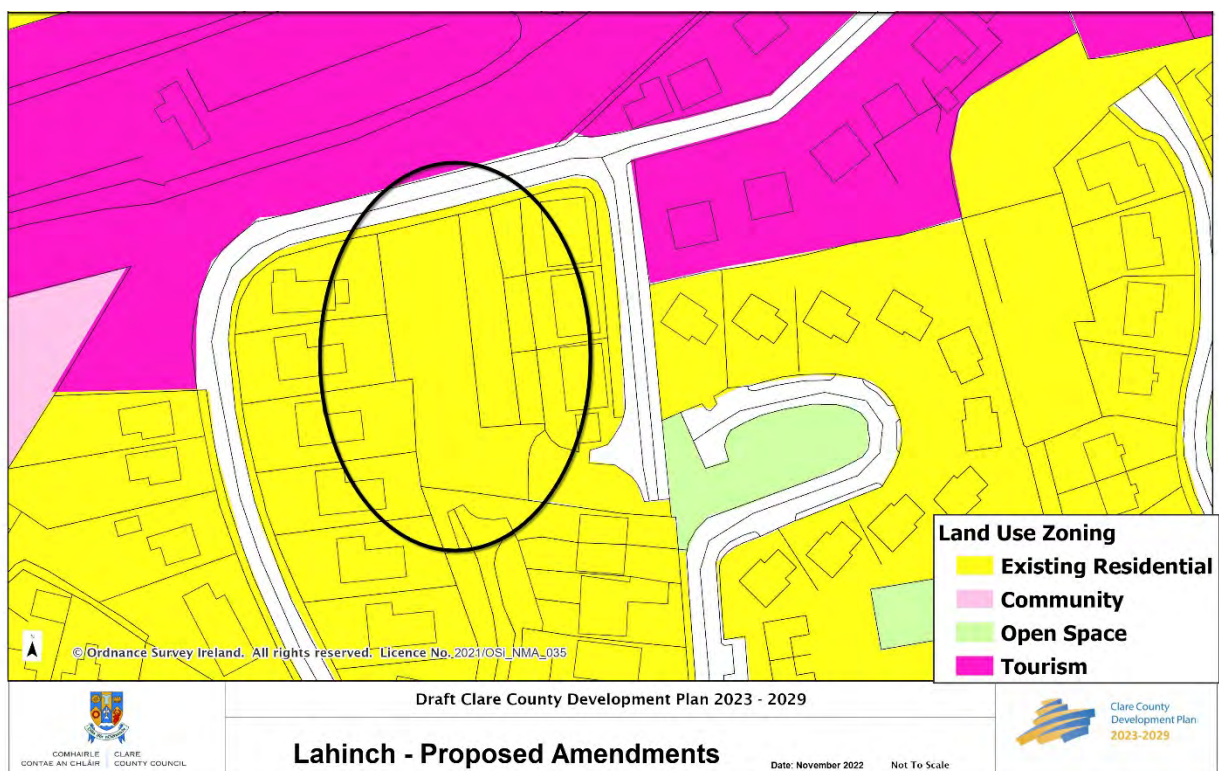 Land Use Zoning
Existing Residential
Community
Open Space
Tourism
© Ordnance Survey Ireland. All rights reserved. Licence No. 2021/OSi_NMA_035
COMHAIRLE
CONTAE AN CHLÁIR
CLARE
COUNTY COUNCIL
Draft Clare County Development Plan 2023 - 2029
Lahinch - Proposed Amendments
Date: November 2022
Not To Scale
Clare County
Development Plan
2023-2029